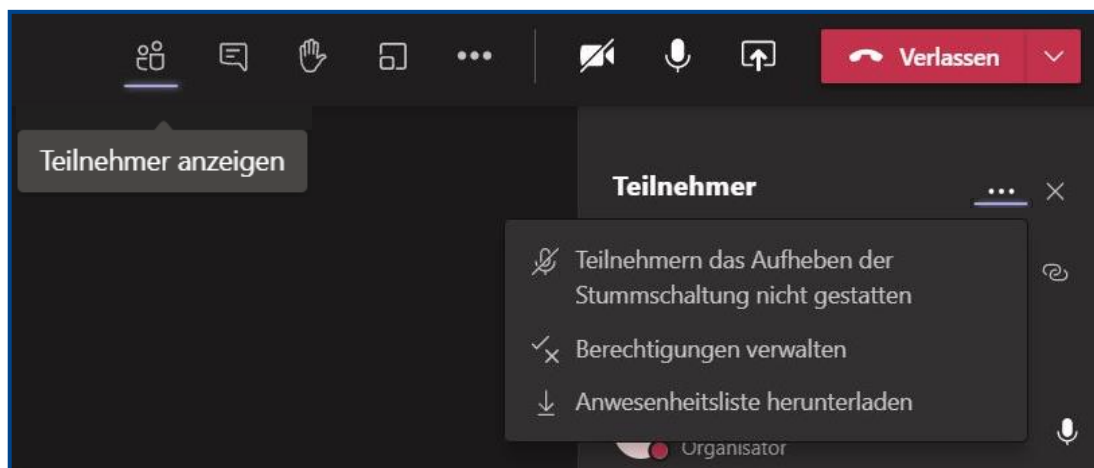 Verlassen
Teilnehmer anzeigen
Teilnehmer
Teilnehmern das Aufheben der
Stummschaltung nicht gestatten
Berechtigungen verwalten
Anwesenheitsliste herunterladen
Organisator